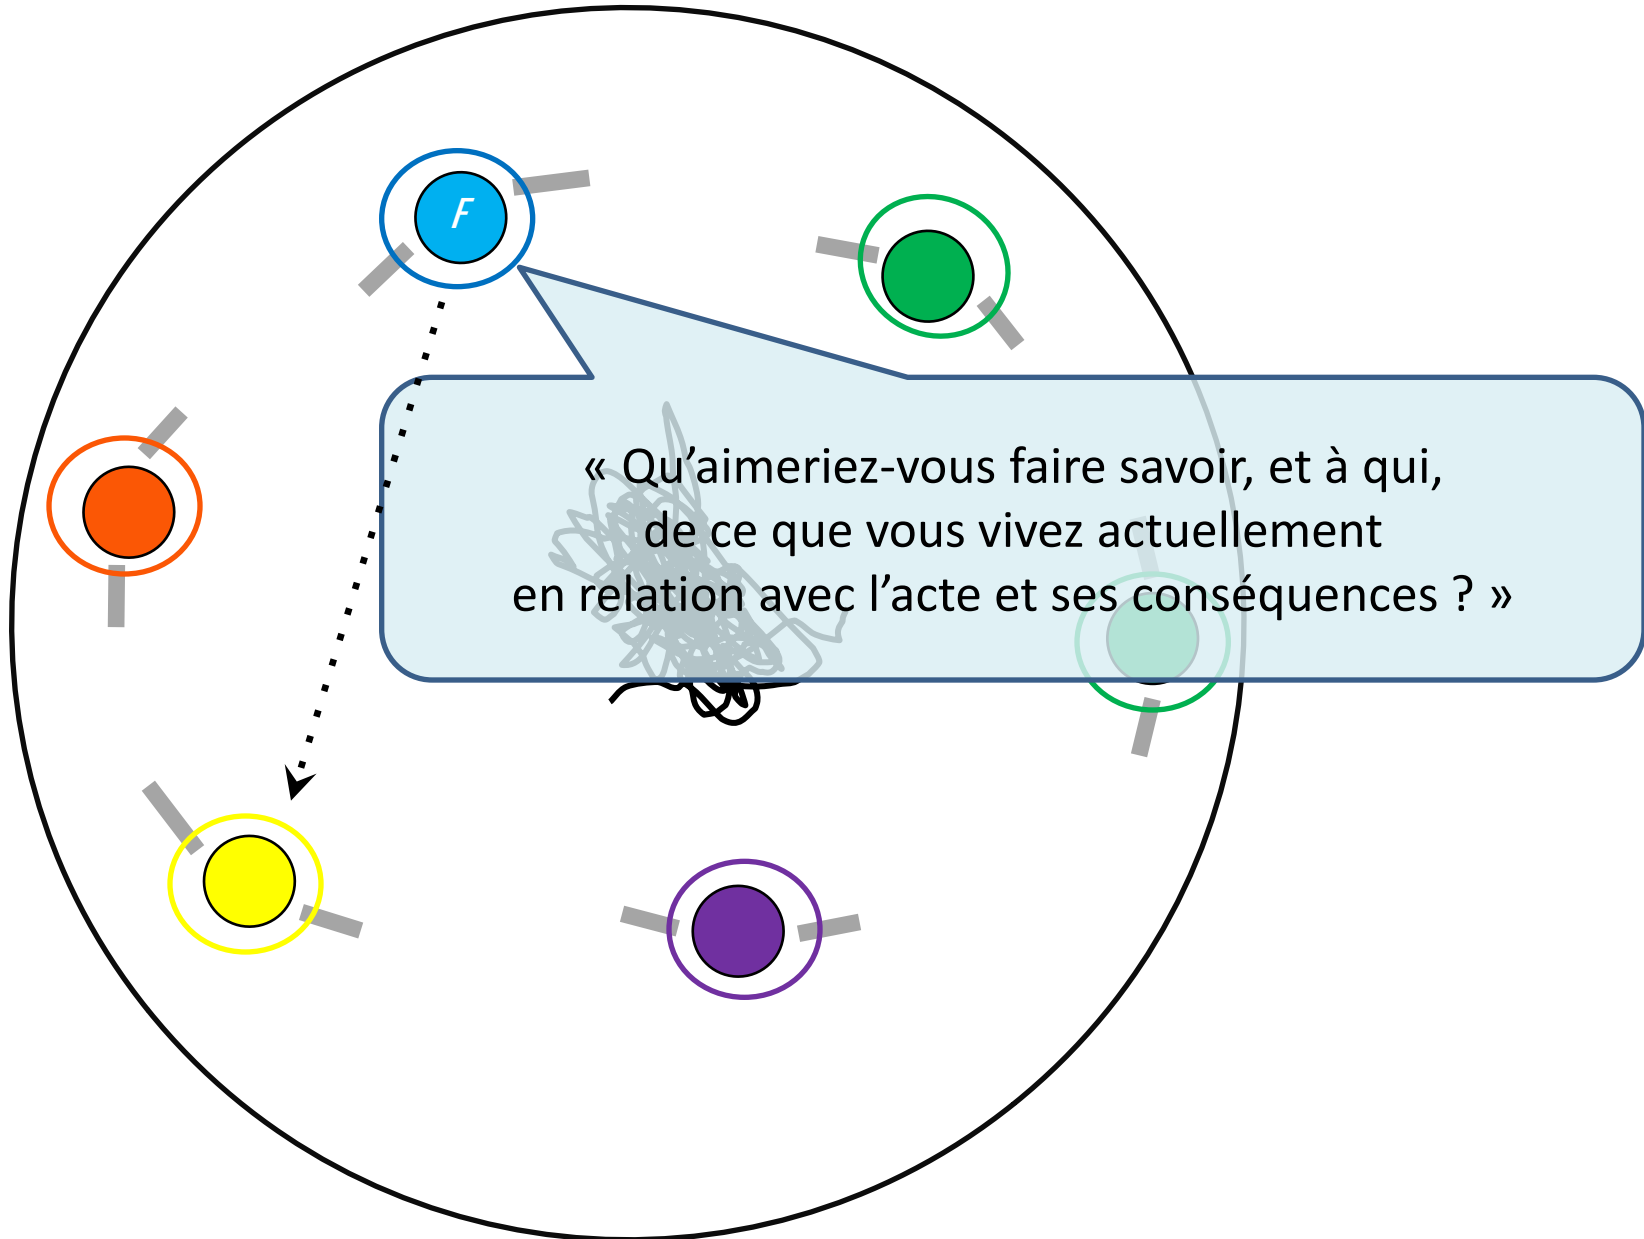 F
« Qu’aimeriez-vous faire savoir, et à qui,
de ce que vous vivez actuellement
en relation avec l’acte et ses conséquences ? »